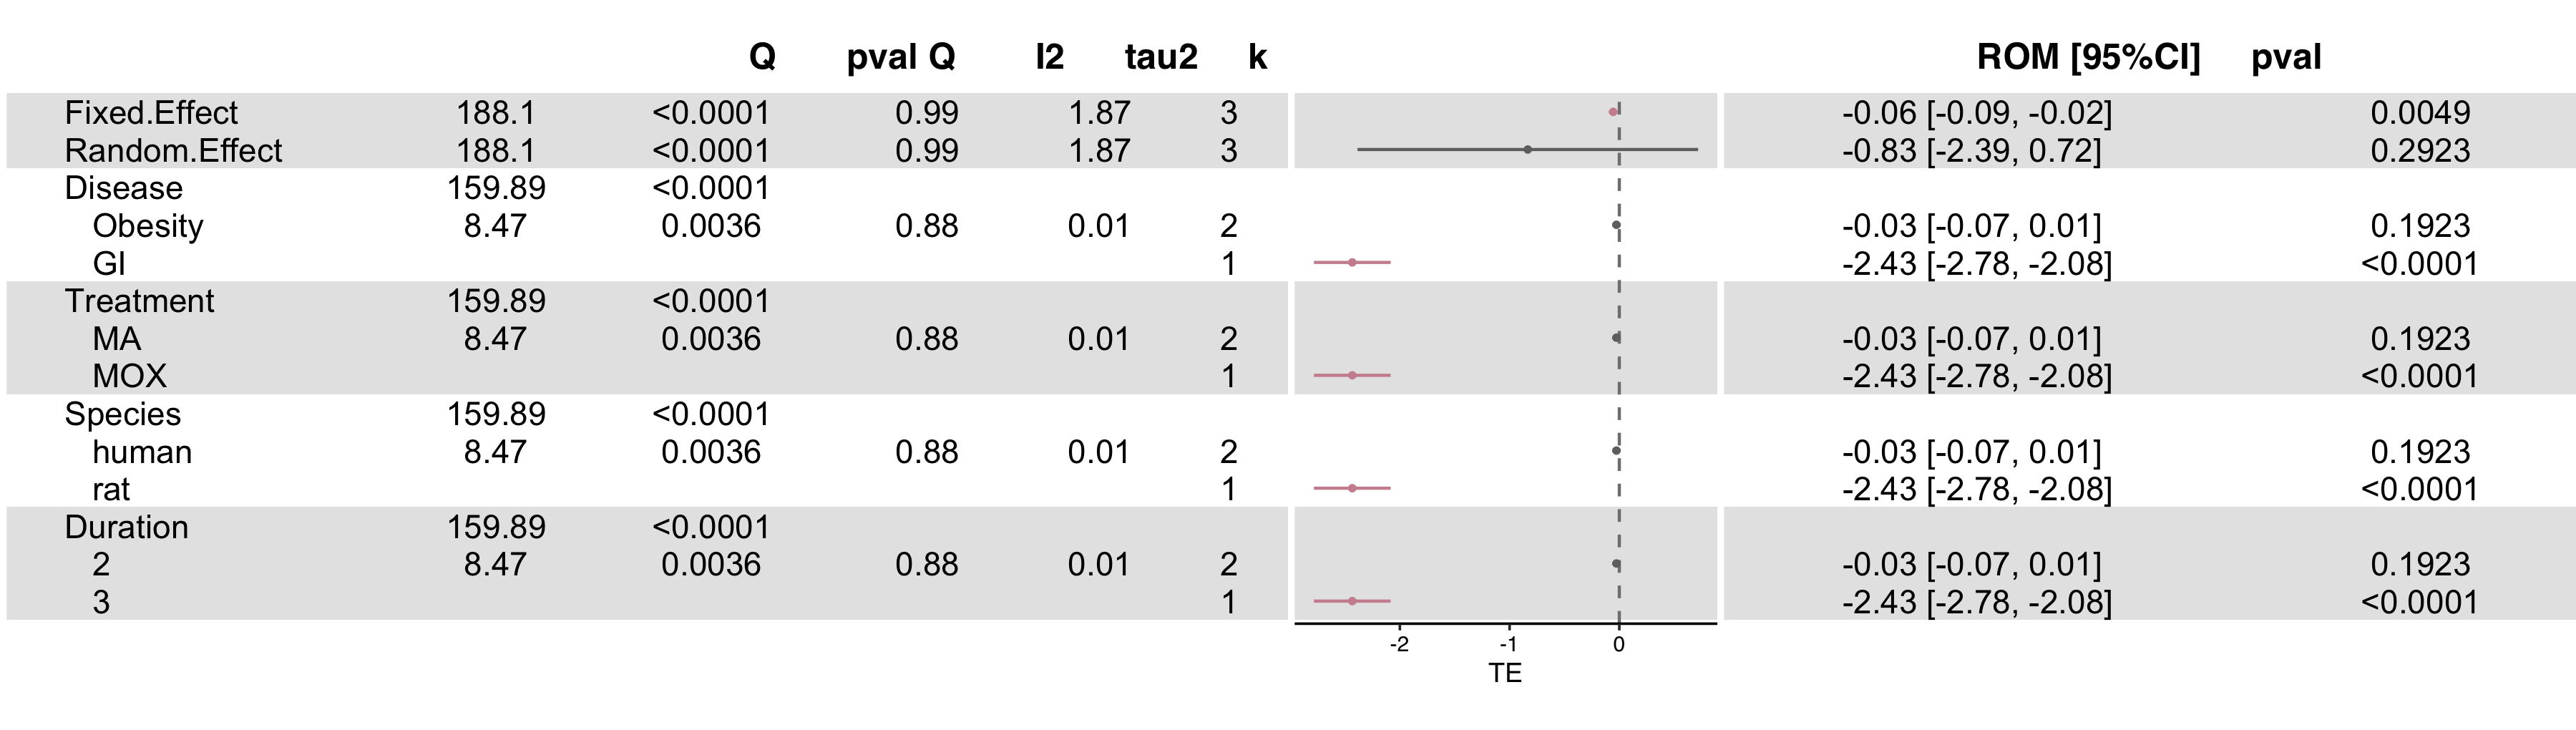 Q pval Q I2 tau2 k ROM [95%CI] pval
Fixed.Effect 188.1 <0.0001 0.99 1.87 3 -0.06 [-0.09, -0.02] 0.0049
Random.Effect 188.1 <0.0001 0.99 1.87 3 -0.83 [-2.39, 0.72] 0.2923
Disease 159.89 <0.0001
Obesity 8.47 0.0036 0.88 0.01 2 -0.03 [-0.07, 0.01] 0.1923
GI 1 -2.43 [-2.78, -2.08] <0.0001
Treatment 159.89 <0.0001
MA 8.47 0.0036 0.88 0.01 2 -0.03 [-0.07, 0.01] 0.1923
MOX 1 -2.43 [-2.78, -2.08] <0.0001
Species 159.89 <0.0001
human 8.47 0.0036 0.88 0.01 2 -0.03 [-0.07, 0.01] 0.1923
rat 1 -2.43 [-2.78, -2.08] <0.0001
Duration 159.89 <0.0001
2 8.47 0.0036 0.88 0.01 2 -0.03 [-0.07, 0.01] 0.1923
3 1 -2.43 [-2.78, -2.08] <0.0001
-2 -1 0
TE